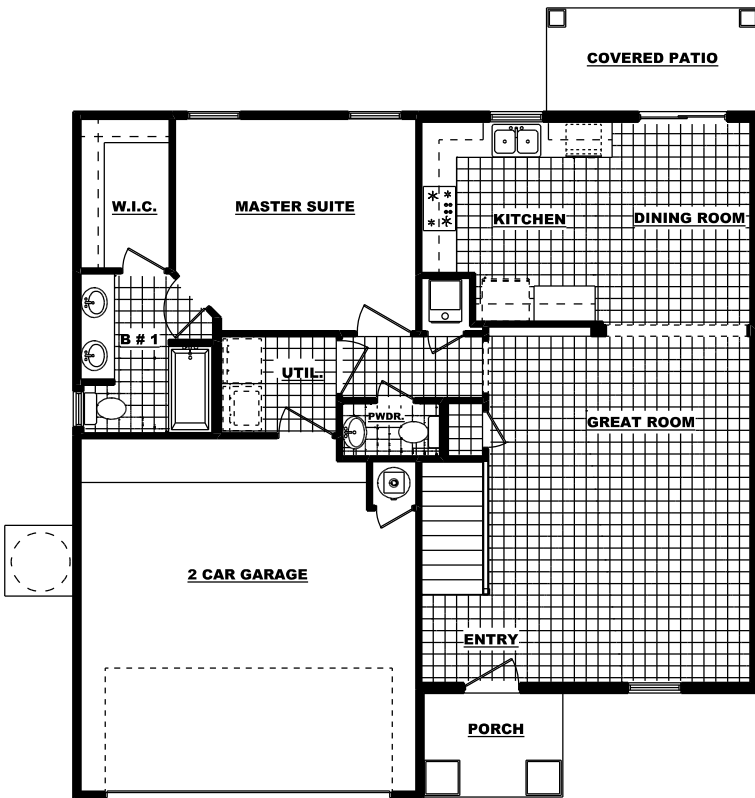 COVERED PATIO
W.I.C.
MASTER SUITE
KITCHEN
DINING ROOM
B # 1
UTIL.
PWDR.
GREAT ROOM
2 CAR GARAGE
ENTRY
PORCH